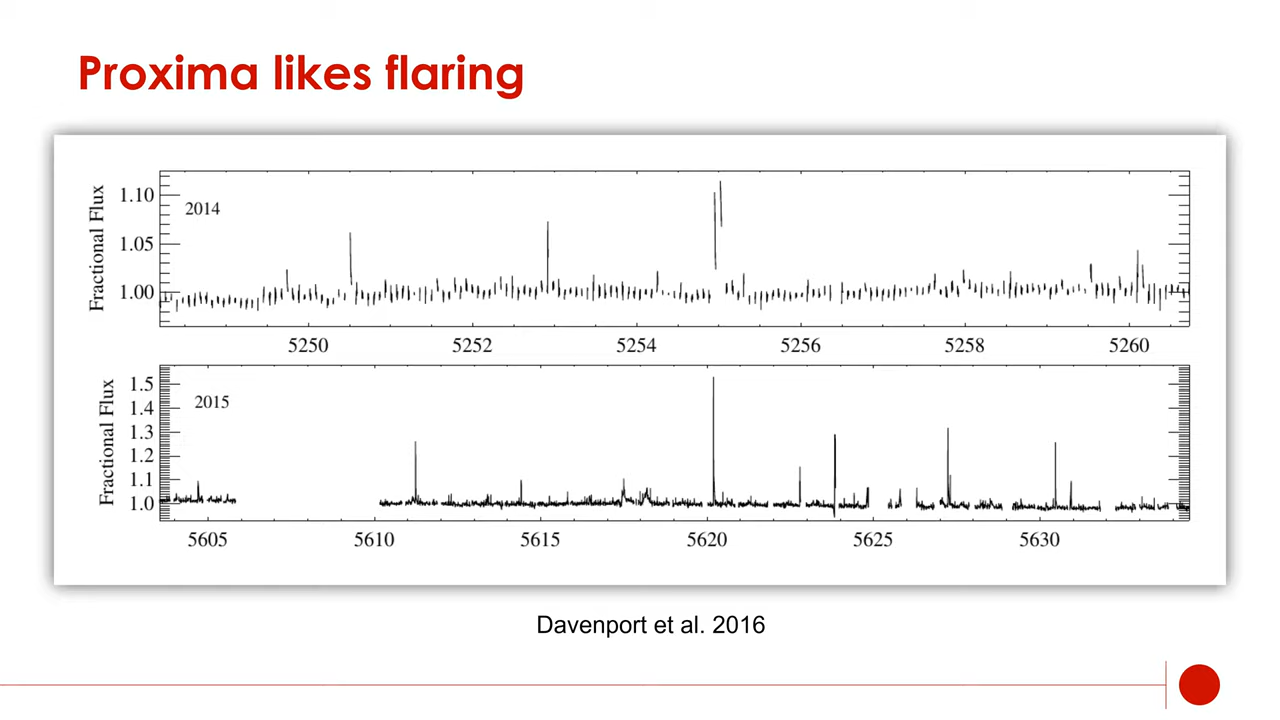 Proxima likes flaring
Fractional Flux
1.10
1.05
1.00
2014
5250 5252 5254 5256 5258 5260
Fractional Flux
1.5
1.4
1.3
1.2
1.1
1.0
2015
5605 5610 5615 5620 5625 5630
Davenport et al. 2016